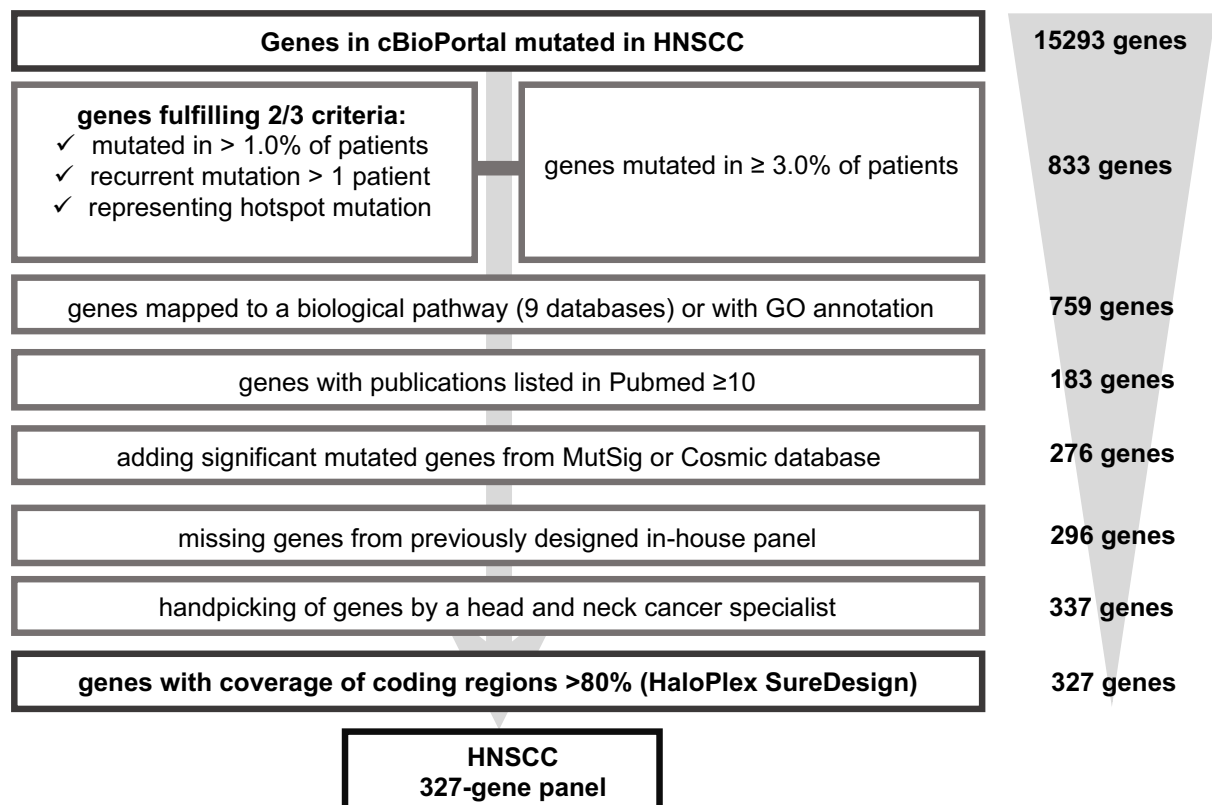 Genes in cBioPortal mutated in HNSCC
15293 genes
genes fulfilling 2/3 criteria:
✓ mutated in > 1.0% of patients
✓ recurrent mutation > 1 patient
✓ representing hotspot mutation
genes mutated in ≥ 3.0% of patients
833 genes
genes mapped to a biological pathway (9 databases) or with GO annotation
759 genes
genes with publications listed in Pubmed ≥10
183 genes
adding significant mutated genes from MutSig or Cosmic database
276 genes
missing genes from previously designed in-house panel
296 genes
handpicking of genes by a head and neck cancer specialist
337 genes
genes with coverage of coding regions >80% (HaloPlex SureDesign)
327 genes
HNSCC
327-gene panel